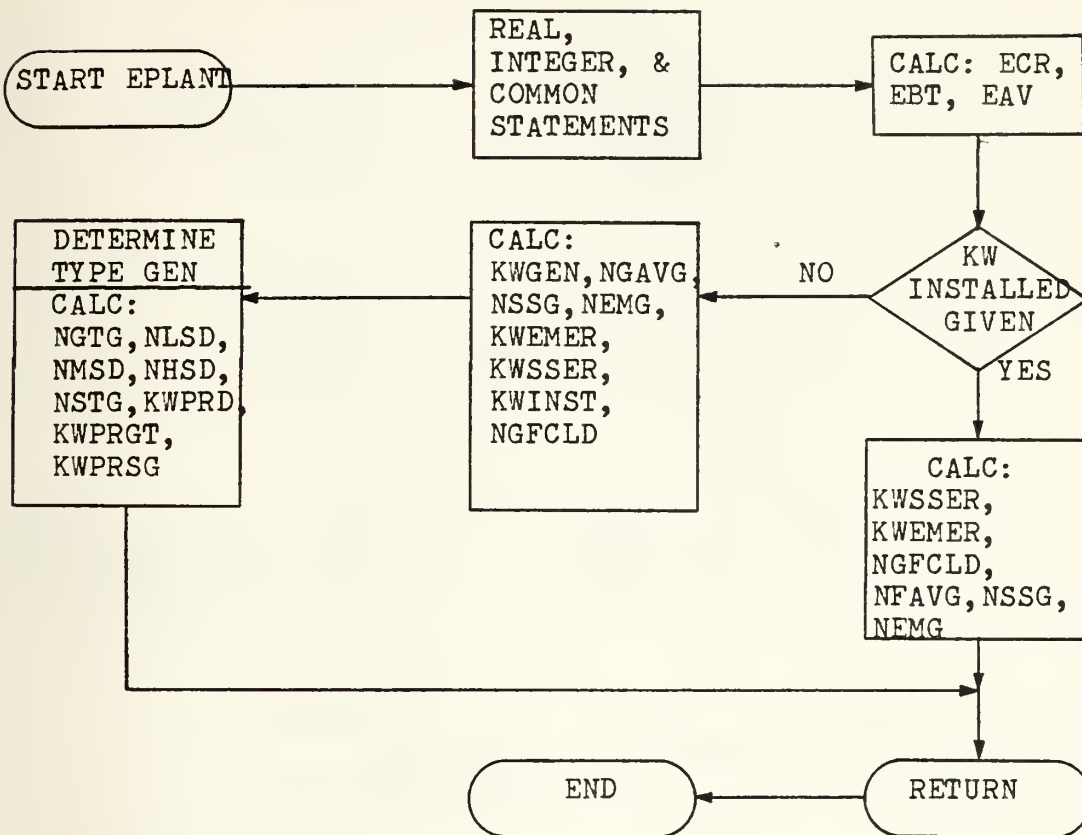 START EPLANT
REAL,
INTEGER, &
COMMON
STATEMENTS
CALC: ECR,
EBT, EAV
KW
INSTALLED
GIVEN
NO
YES
CALC:
KWGEN,NGAVG,
NSSG,NEMG,
KWEMER,
KWSSER,
KWINST,
NGFCLD
DETERMINE
TYPE GEN
CALC:
NGTG,NLSD,
NMSD,NHSD,
NSTG,KWPRD,
KWPRGT,
KWPRSG
CALC:
KWSSER,
KWEMER,
NGFCLD,
NFAVG,NSSG,
NEMG
RETURN
END